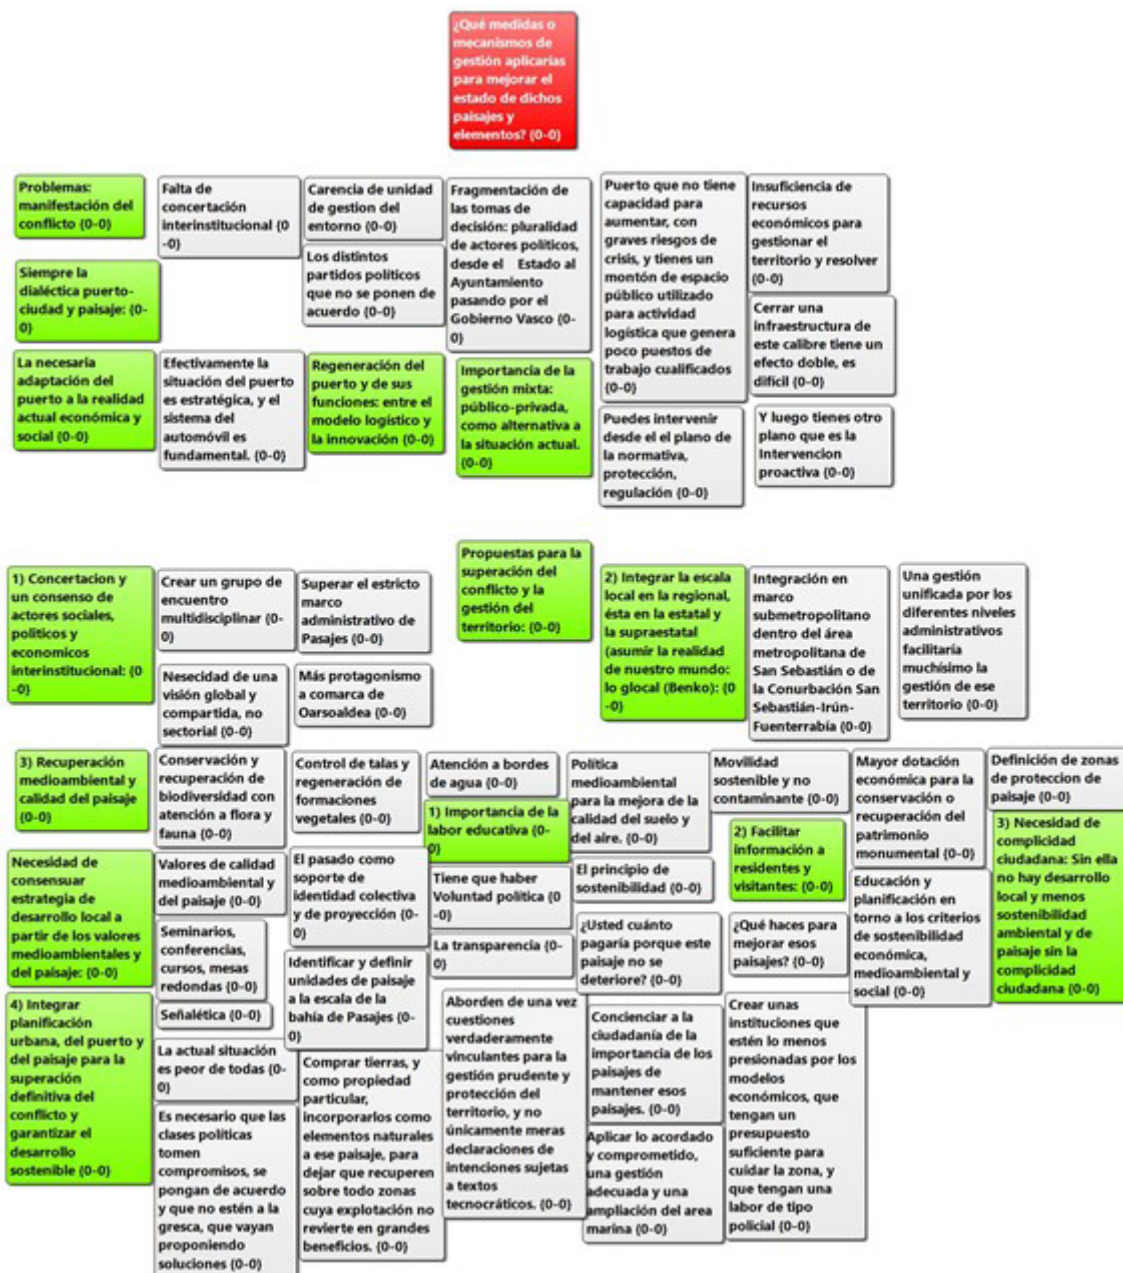 ¿Qué medidas o
mecanismos de
gestión aplicarías
para mejorar el
estado de dichos
paisajes y
elementos? {0-0}
Problemas:
manifestación del
conflicto {0-0}
Falta de
concertación
interinstitucional {0
-0}
Carencia de unidad
de gestion del
entorno {0-0}
Fragmentación de
las tomas de
decisión: pluralidad
de actores políticos,
desde el Estado al
Ayuntamiento
pasando por el
Gobierno Vasco {0-
0}
Puerto que no tiene
capacidad para
aumentar, con
graves riesgos de
crisis, y tienes un
montón de espacio
público utilizado
para actividad
logística que genera
poco puestos de
trabajo cualificados
{0-0}
Insuficiencia de
recursos
económicos para
gestionar el
territorio y resolver
{0-0}
Siempre la
dialéctica puerto-
ciudad y paisaje: {0-
0}
Los distintos
partidos políticos
que no se ponen de
acuerdo {0-0}
Cerrar una
infraestructura de
este calibre tiene un
efecto doble, es
difícil {0-0}
La necesaria
adaptación del
puerto a la realidad
actual económica y
social {0-0}
Efectivamente la
situación del puerto
es estratégica, y el
sistema del
automóvil es
fundamental. {0-0}
Regeneración del
puerto y de sus
funciones: entre el
modelo logístico y
la innovación {0-0}
Importancia de la
gestión mixta:
público-privada,
como alternativa a
la situación actual.
{0-0}
Puedes intervenir
desde el el plano de
la normativa,
protección,
regulación {0-0}
Y luego tienes otro
plano que es la
Intervencion
proactiva {0-0}
Propuestas para la
superación del
conflicto y la
gestión del
territorio: {0-0}
1) Concertacion y
un consenso de
actores sociales,
politicos y
economicos
interinstitucional: {0
-0}
Crear un grupo de
encuentro
multidisciplinar {0-
0}
Superar el estricto
marco
administrativo de
Pasajes {0-0}
2) Integrar la escala
local en la regional,
ésta en la estatal y
la supraestatal
(asumir la realidad
de nuestro mundo:
lo glocal (Benko): {0
-0}
Integración en
marco
submetropolitano
dentro del área
metropolitana de
San Sebastián o de
la Conurbación San
Sebastián-Irún-
Fuenterrabía {0-0}
Una gestión
unificada por los
diferentes niveles
administrativos
facilitaría
muchísimo la
gestión de ese
territorio {0-0}
Nesecidad de una
visión global y
compartida, no
sectorial {0-0}
Más protagonismo
a comarca de
Oarsoaldea {0-0}
3) Recuperación
medioambiental y
calidad del paisaje
{0-0}
Conservación y
recuperación de
biodiversidad con
atención a flora y
fauna {0-0}
Control de talas y
regeneración de
formaciones
vegetales {0-0}
Atención a bordes
de agua {0-0}
Política
medioambiental
para la mejora de la
calidad del suelo y
del aire. {0-0}
Movilidad
sostenible y no
contaminante {0-0}
Mayor dotación
económica para la
conservación o
recuperación del
patrimonio
monumental {0-0}
Definición de zonas
de proteccion de
paisaje {0-0}
1) Importancia de la
labor educativa {0-
0}
2) Facilitar
información a
residentes y
visitantes: {0-0}
3) Necesidad de
complicidad
ciudadana: Sin ella
no hay desarrollo
local y menos
sostenibilidad
ambiental y de
paisaje sin la
complicidad
ciudadana {0-0}
Necesidad de
consensuar
estrategia de
desarrollo local a
partir de los valores
medioambientales y
del paisaje: {0-0}
Valores de calidad
medioambiental y
del paisaje {0-0}
El pasado como
soporte de
identidad colectiva
y de proyección {0-
0}
Tiene que haber
Voluntad política {0
-0}
El principio de
sostenibilidad {0-0}
Educación y
planificación en
torno a los criterios
de sostenibilidad
económica,
medioambiental y
social {0-0}
Seminarios,
conferencias,
cursos, mesas
redondas {0-0}
La transparencia {0-
0}
¿Usted cuánto
pagaría porque este
paisaje no se
deteriore? {0-0}
¿Qué haces para
mejorar esos
paisajes? {0-0}
Identificar y definir
unidades de paisaje
a la escala de la
bahía de Pasajes {0-
0}
4) Integrar
planificación
urbana, del puerto y
del paisaje para la
superación
definitiva del
conflicto y
garantizar el
desarrollo
sostenible {0-0}
Señalética {0-0}
La actual situación
es peor de todas {0-
0}
Comprar tierras, y
como propiedad
particular,
incorporarlos como
elementos naturales
a ese paisaje, para
dejar que recuperen
sobre todo zonas
cuya explotación no
revierte en grandes
beneficios. {0-0}
Aborden de una vez
cuestiones
verdaderamente
vinculantes para la
gestión prudente y
protección del
territorio, y no
únicamente meras
declaraciones de
intenciones sujetas
a textos
tecnocráticos. {0-0}
Concienciar a la
ciudadanía de la
importancia de los
paisajes de
mantener esos
paisajes. {0-0}
Crear unas
instituciones que
estén lo menos
presionadas por los
modelos
económicos, que
tengan un
presupuesto
suficiente para
cuidar la zona, y
que tengan una
labor de tipo
policial {0-0}
Es necesario que las
clases políticas
tomen
compromisos, se
pongan de acuerdo
y que no estén a la
gresca, que vayan
proponiendo
soluciones {0-0}
Aplicar lo acordado
y comprometido,
una gestión
adecuada y una
ampliación del area
marina {0-0}